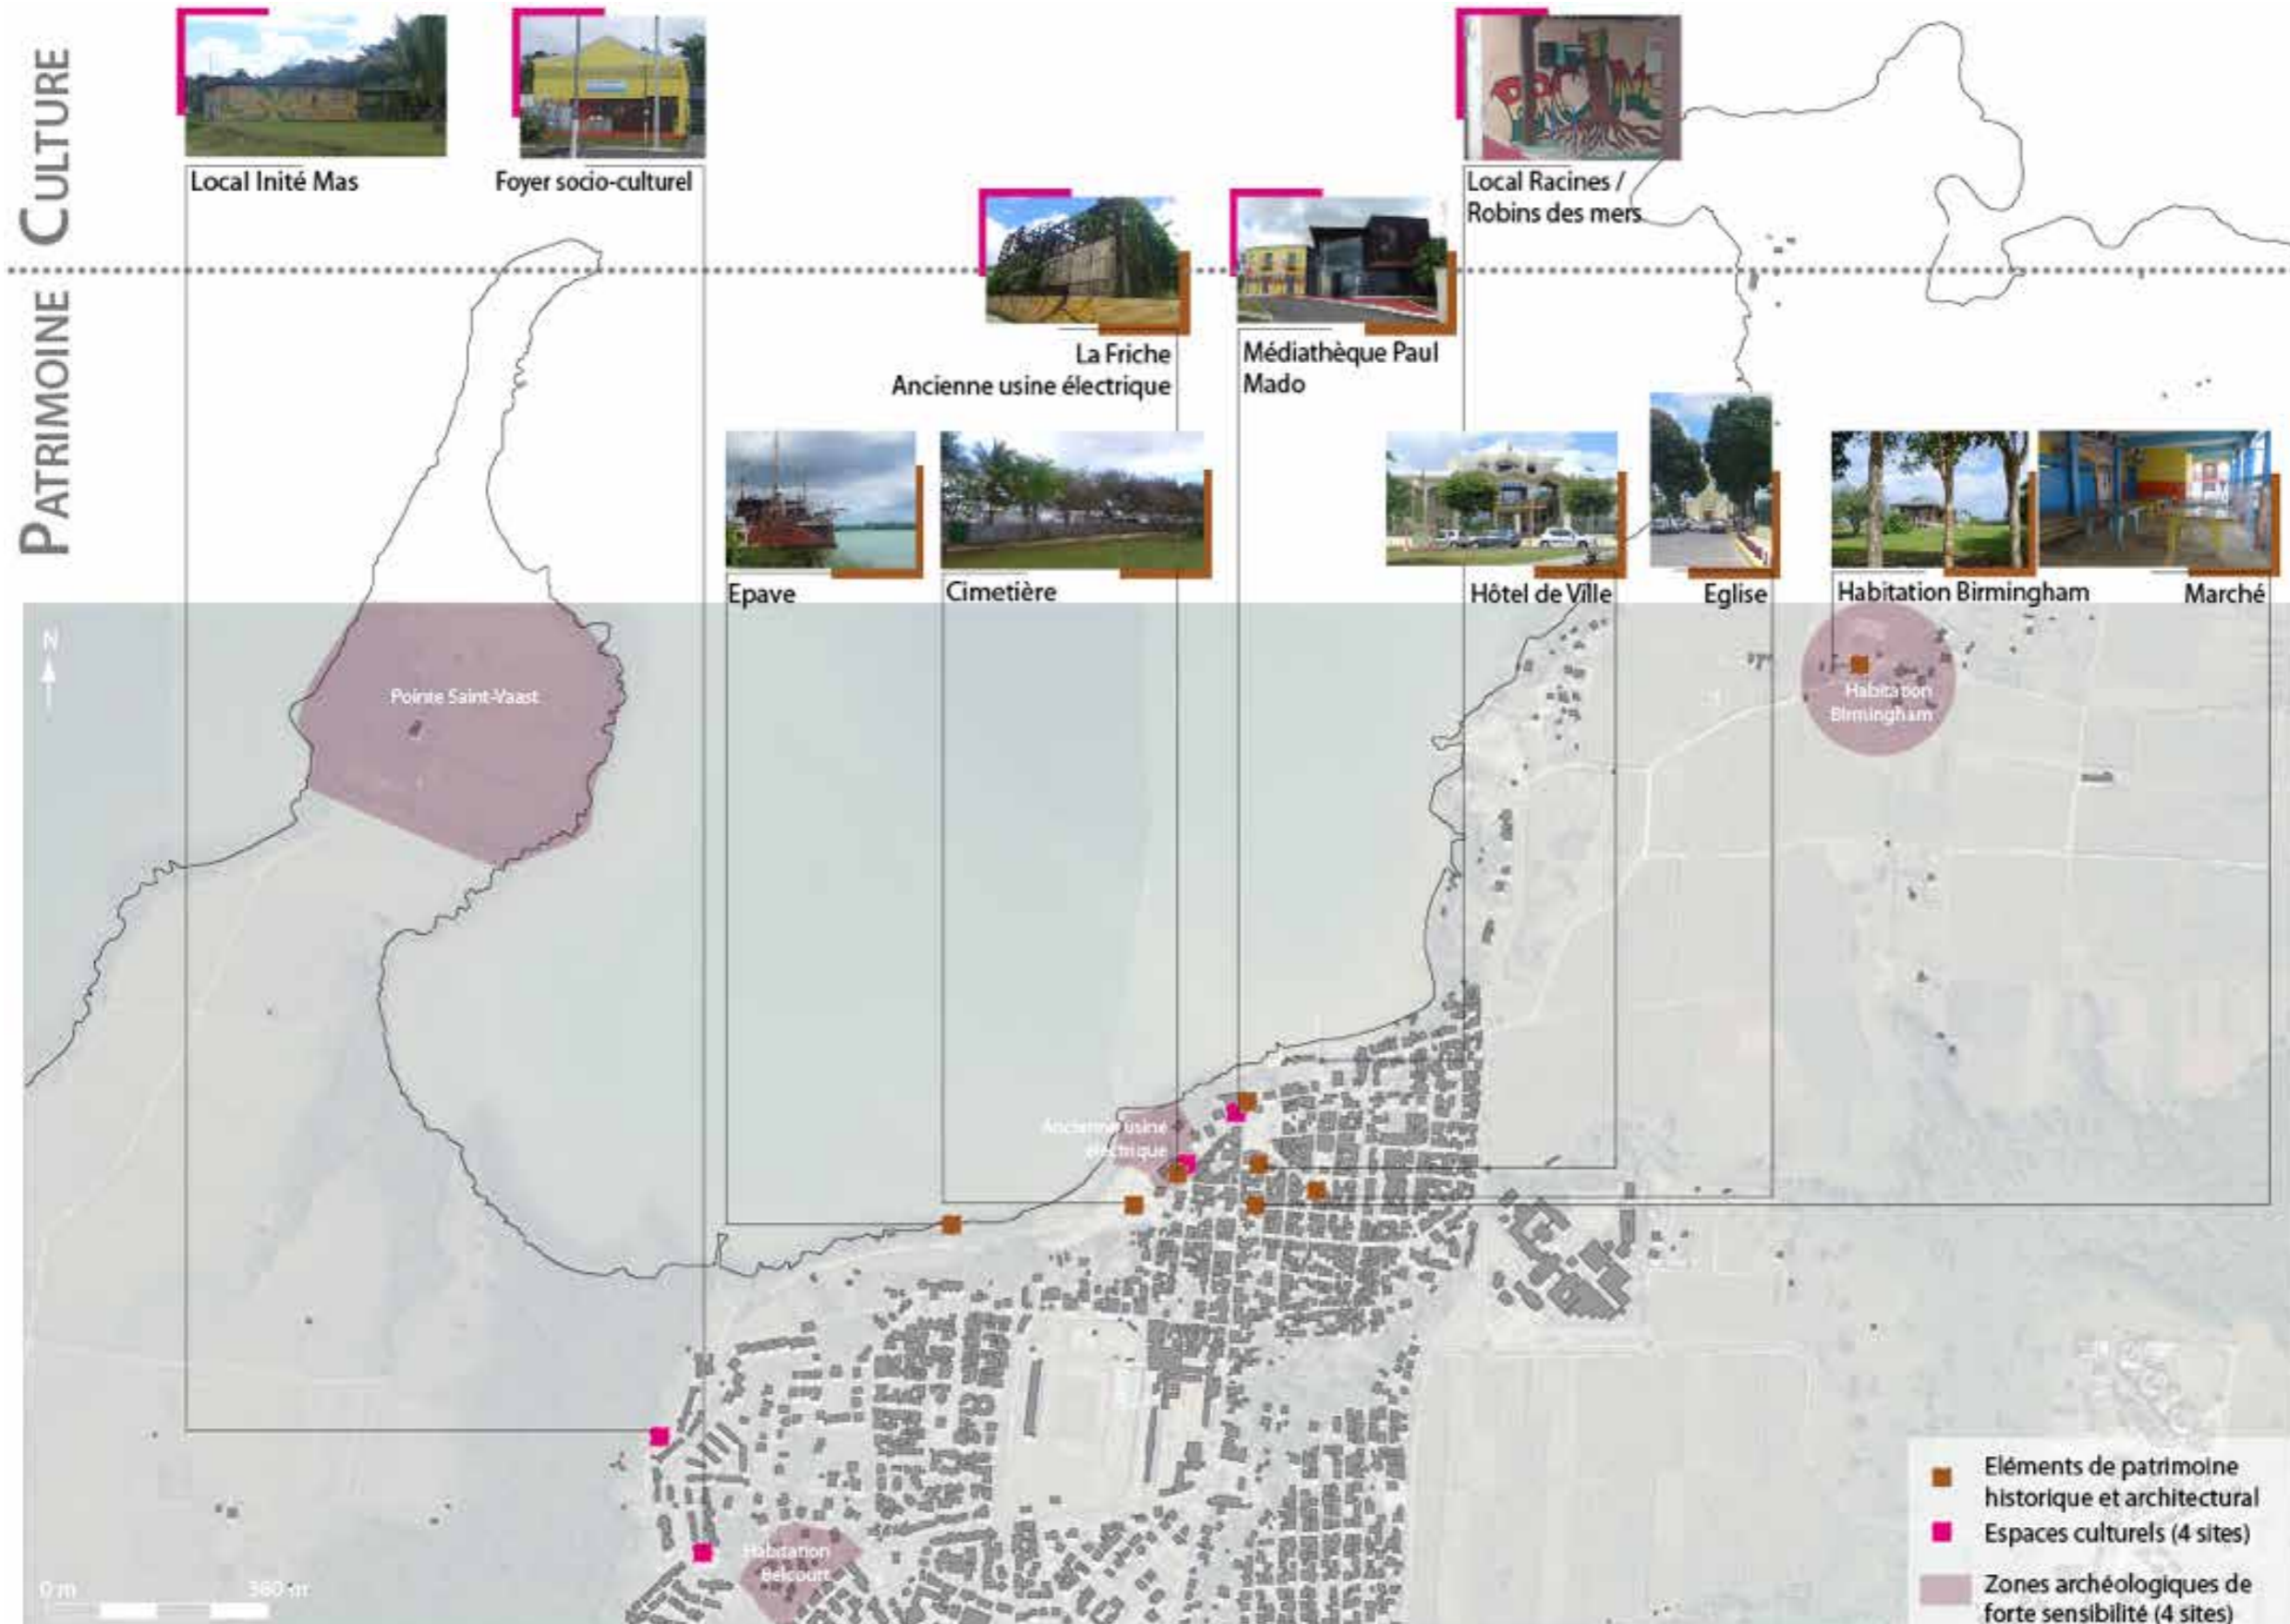 CULTURE
PATRIMOINE
Local Inité Mas
Foyer socio-culturel
Local Racines /
Robins des mers
La Friche
Ancienne usine électrique
Médiathèque Paul
Mado
Epave
Cimetière
Hôtel de Ville
Eglise
Habitation Birmingham
Marché
N
Pointe Saint-Vaast
Habitation
Birmingham
Ancienne usine
électrique
Habitation
Belcourt
0 m
360 m
Eléments de patrimoine
historique et architectural
Espaces culturels (4 sites)
Zones archéologiques de
forte sensibilité (4 sites)